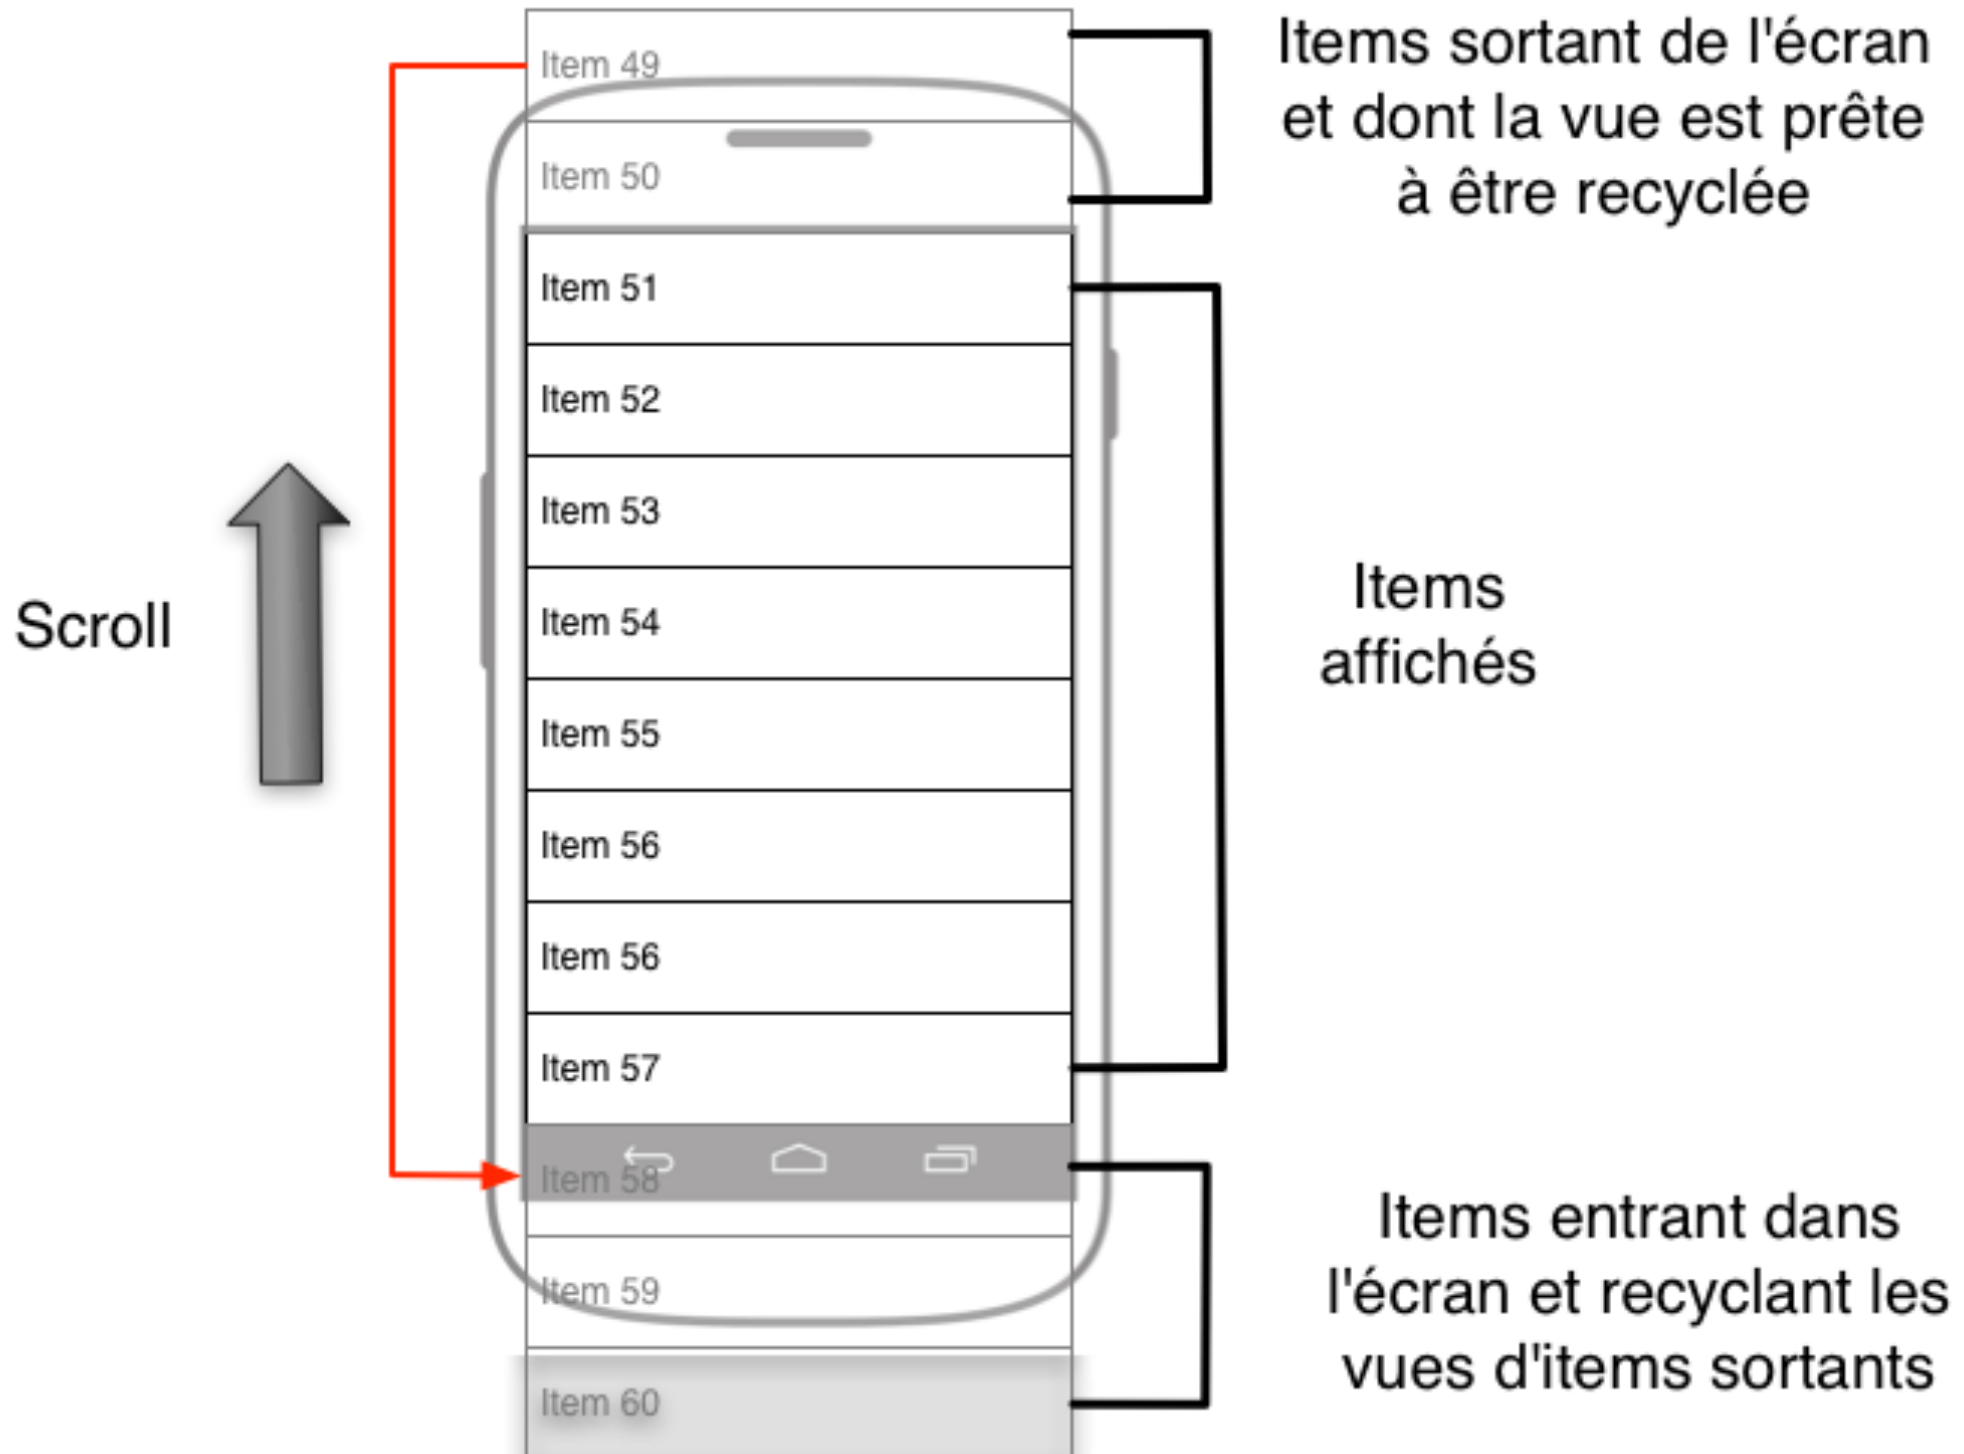 Item 49
Item 50
Item 51
Item 52
Item 53
Item 54
Item 55
Item 56
Item 56
Item 57
Item 58
Item 59
Item 60
Scroll
Items sortant de l'écran
et dont la vue est prête
à être recyclée
Items
affichés
Items entrant dans
l'écran et recyclant les
vues d'items sortants